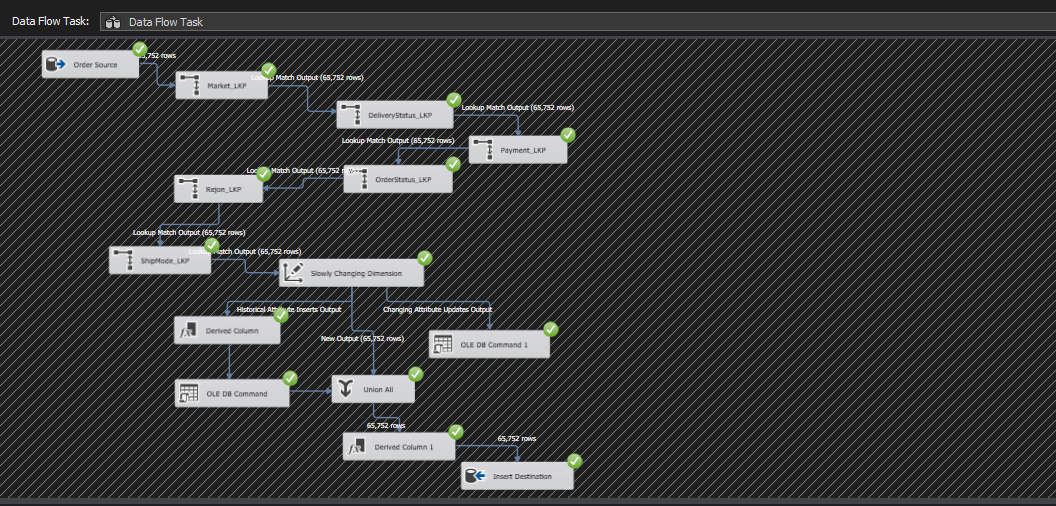 Data Flow Task: Data Flow Task
Order Source
65,752 rows
Market_LKP
Lookup Match Output (65,752 rows)
DeliveryStatus_LKP
Lookup Match Output (65,752 rows)
Payment_LKP
Lookup Match Output (65,752 rows)
OrderStatus_LKP
Lookup Match Output (65,752 rows)
Rejon_LKP
Lookup Match Output (65,752 rows)
ShipMode_LKP
Lookup Match Output (65,752 rows)
Slowly Changing Dimension
Historical Attribute Inserts Output
Changing Attribute Updates Output
Derived Column
New Output (65,752 rows)
OLE DB Command 1
OLE DB Command
Union All
65,752 rows
Derived Column 1
65,752 rows
Insert Destination